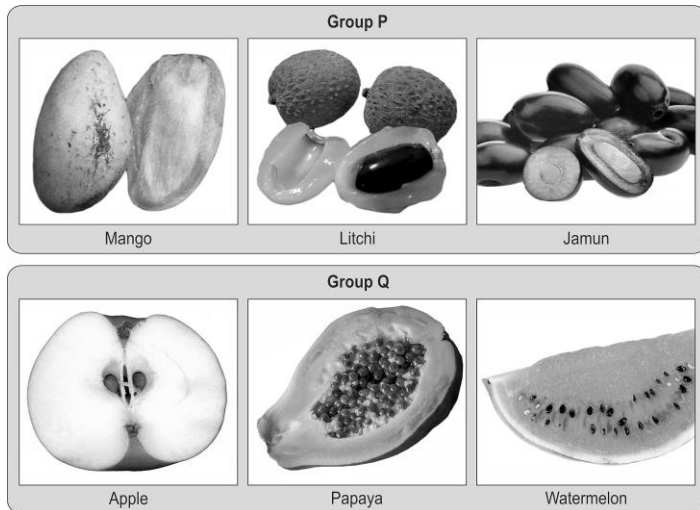 Group P
Mango
Litchi
Jamun
Group Q
Apple
Papaya
Watermelon